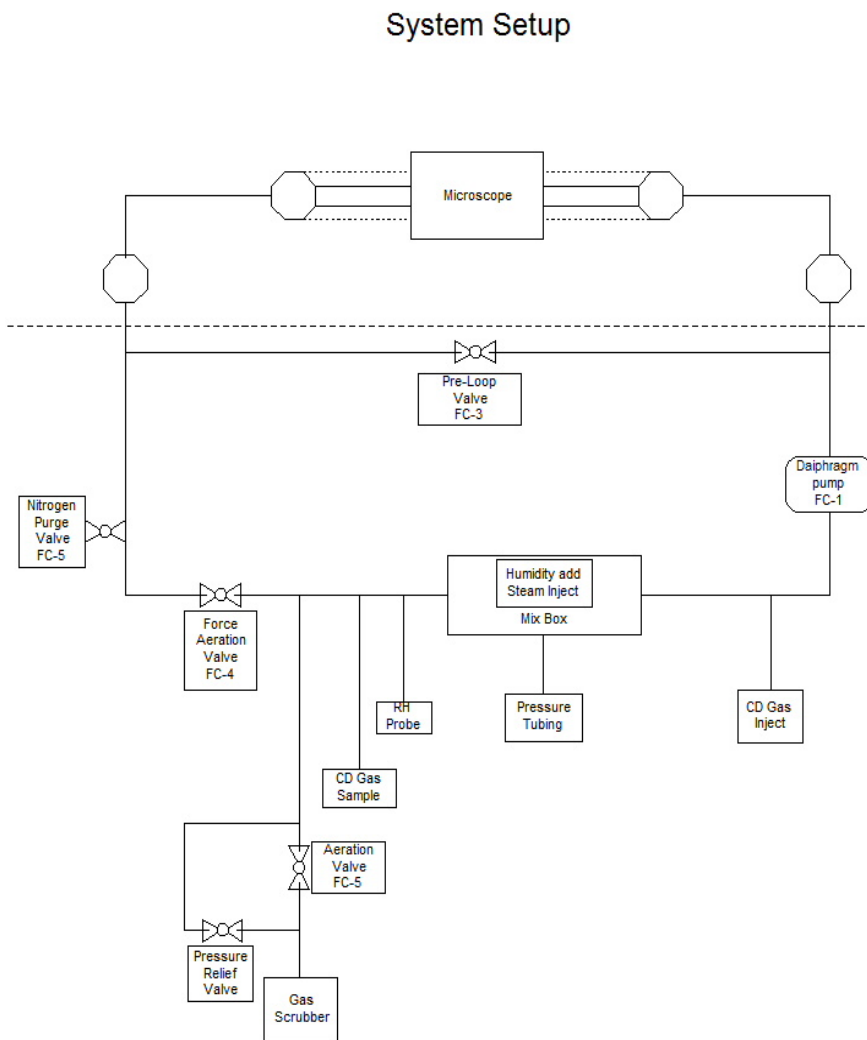 System Setup
Microscope
Pre-Loop
Valve
FC-3
Daiphragm
pump
FC-1
Nitrogen
Purge
Valve
FC-5
Humidity add
Steam Inject
Mix Box
Force
Aeration
Valve
FC-4
RH
Probe
Pressure
Tubing
CD Gas
Inject
CD Gas
Sample
Aeration
Valve
FC-5
Pressure
Relief
Valve
Gas
Scrubber